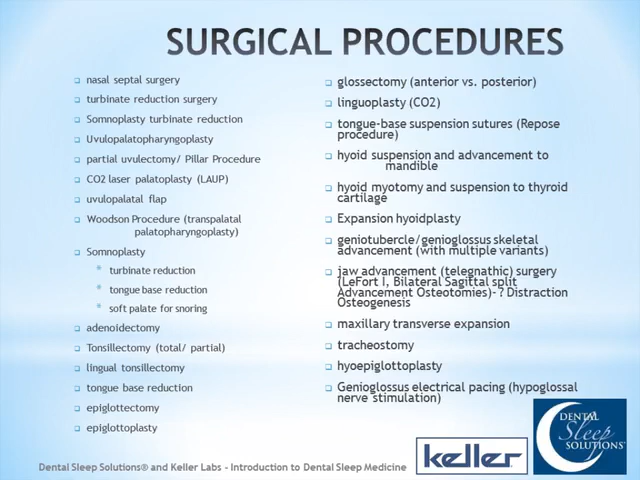 SURGICAL PROCEDURES
nasal septal surgery
turbinate reduction surgery
Somnoplasty turbinate reduction
Uvulopalatopharyngoplasty
partial uvulectomy/ Pillar Procedure
CO2 laser palatoplasty (LAUP)
uvulopalatal flap
Woodson Procedure (transpalatal
palatopharyngoplasty)
Somnoplasty
* turbinate reduction
* tongue base reduction
* soft palate for snoring
adenoidectomy
Tonsillectomy (total/ partial)
lingual tonsillectomy
tongue base reduction
epiglottectomy
epiglottoplasty
glossectomy (anterior vs. posterior)
linguoplasty (CO2)
tongue-base suspension sutures (Repose
procedure)
hyoid suspension and advancement to
mandible
hyoid myotomy and suspension to thyroid
cartilage
Expansion hyoidplasty
geniotubercle/genioglossus skeletal
advancement (with multiple variants)
jaw advancement (telegnathic) surgery
(LeFort I, Bilateral Sagittal split
Advancement Osteotomies)- ? Distraction
Osteogenesis
maxillary transverse expansion
tracheostomy
hyoepiglottoplasty
Genioglossus electrical pacing (hypoglossal
nerve stimulation)
Dental Sleep Solutions® and Keller Labs - Introduction to Dental Sleep Medicine
keller
DENTAL
Sleep
SOLUTIONS